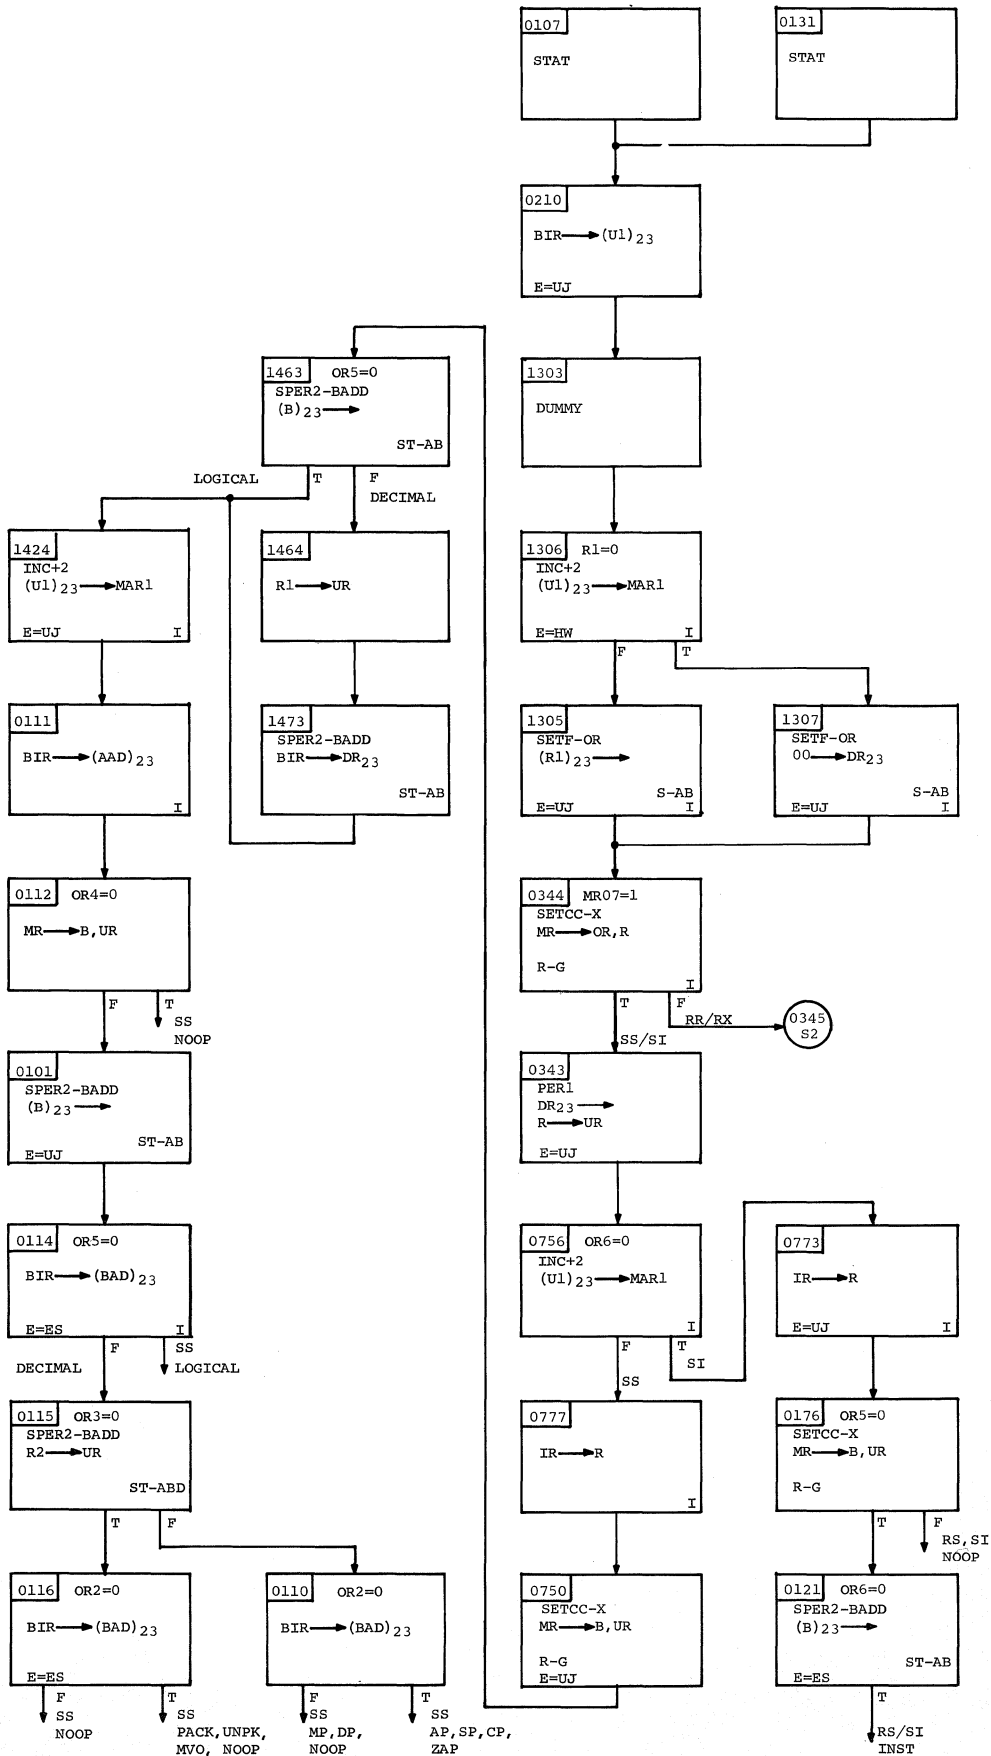 0107
STAT
0131
STAT
0210
BIR→(U1)23
E=UJ
1303
DUMMY
1463 OR5=0
SPER2-BADD
(B)23→
ST-AB
LOGICAL T F
DECIMAL
1424
INC+2
(U1)23→MAR1
E=UJ I
1464
R1→UR
1306 R1=0
INC+2
(U1)23→MAR1
E=HW I
F T
0111
BIR→(AAD)23
I
1473
SPER2-BADD
BIR→DR23
ST-AB
1305
SETF-OR
(R1)23→
S-AB
E=UJ I
1307
SETF-OR
00→DR23
S-AB
E=UJ I
0112 OR4=0
MR→B,UR
F T
SS
NOOP
0344 MR07=1
SETCC-X
MR→OR,R
R-G
I
T F
RR/RX
SS/SI
0345
S2
0101
SPER2-BADD
(B)23→
ST-AB
E=UJ
0343
PER1
DR23→
R→UR
E=UJ
0114 OR5=0
BIR→(BAD)23
E=ES I
F SS
DECIMAL LOGICAL
0756 OR6=0
INC+2
(U1)23→MAR1
I
F T
SI
SS
0773
IR→R
E=UJ I
0115 OR3=0
SPER2-BADD
R2→UR
ST-ABD
T F
0777
IR→R
I
0176 OR5=0
SETCC-X
MR→B,UR
R-G
T F
RS,SI
NOOP
0116 OR2=0
BIR→(BAD)23
E=ES
F T
SS SS
NOOP PACK,UNPK,
MVO, NOOP
0110 OR2=0
BIR→(BAD)23
F T
SS SS
MP,DP, AP,SP,CP,
NOOP ZAP
0750
SETCC-X
MR→B,UR
R-G
E=UJ
0121 OR6=0
SPER2-BADD
(B)23→
ST-AB
E=ES
T
RS/SI
INST